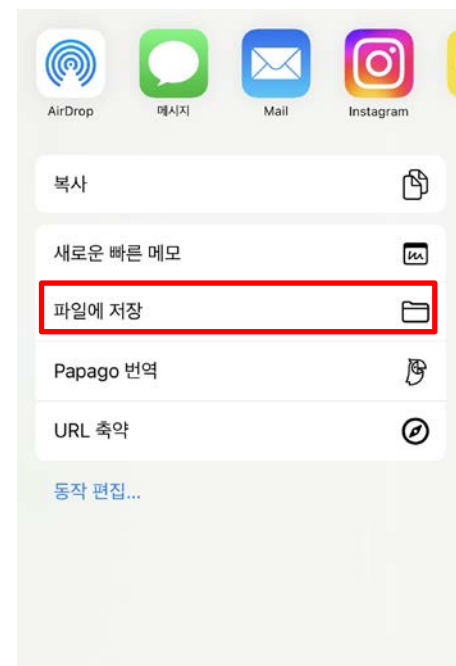 AirDrop 메시지 Mail Instagram
복사
새로운 빠른 메모
파일에 저장
Papago 번역
URL 축약
동작 편집...